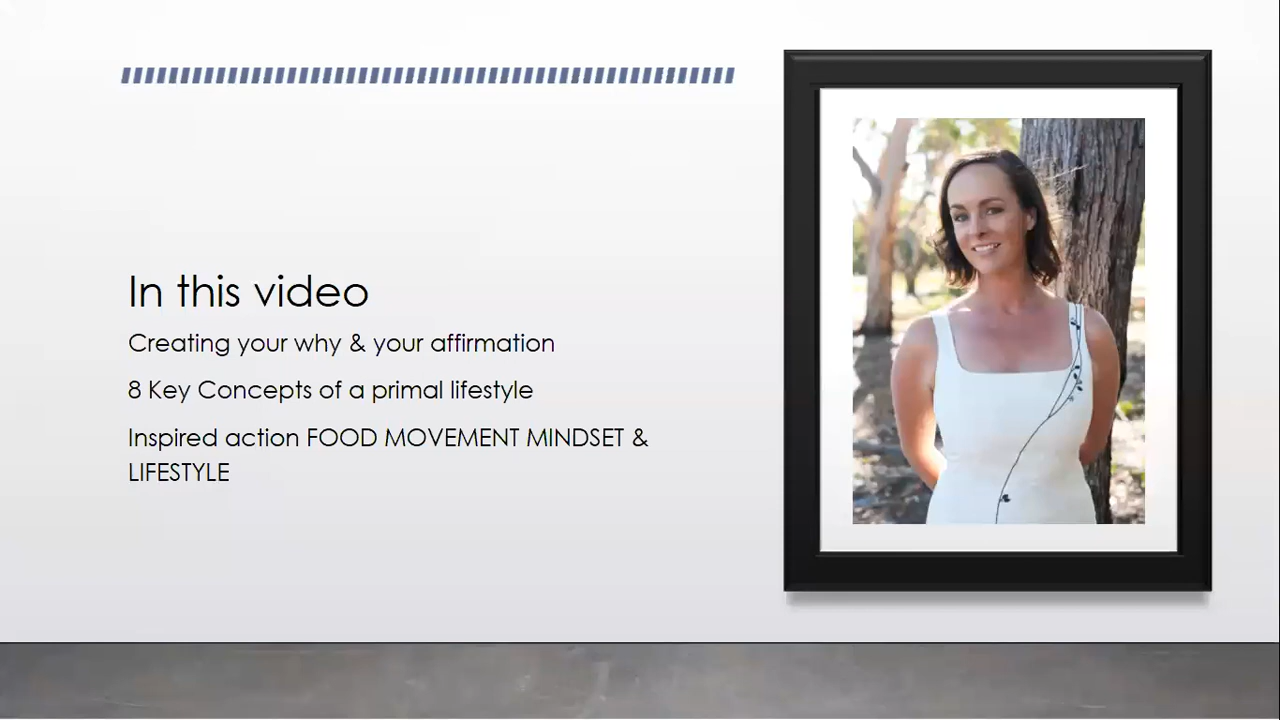 In this video
Creating your why & your affirmation
8 Key Concepts of a primal lifestyle
Inspired action FOOD MOVEMENT MINDSET &
LIFESTYLE